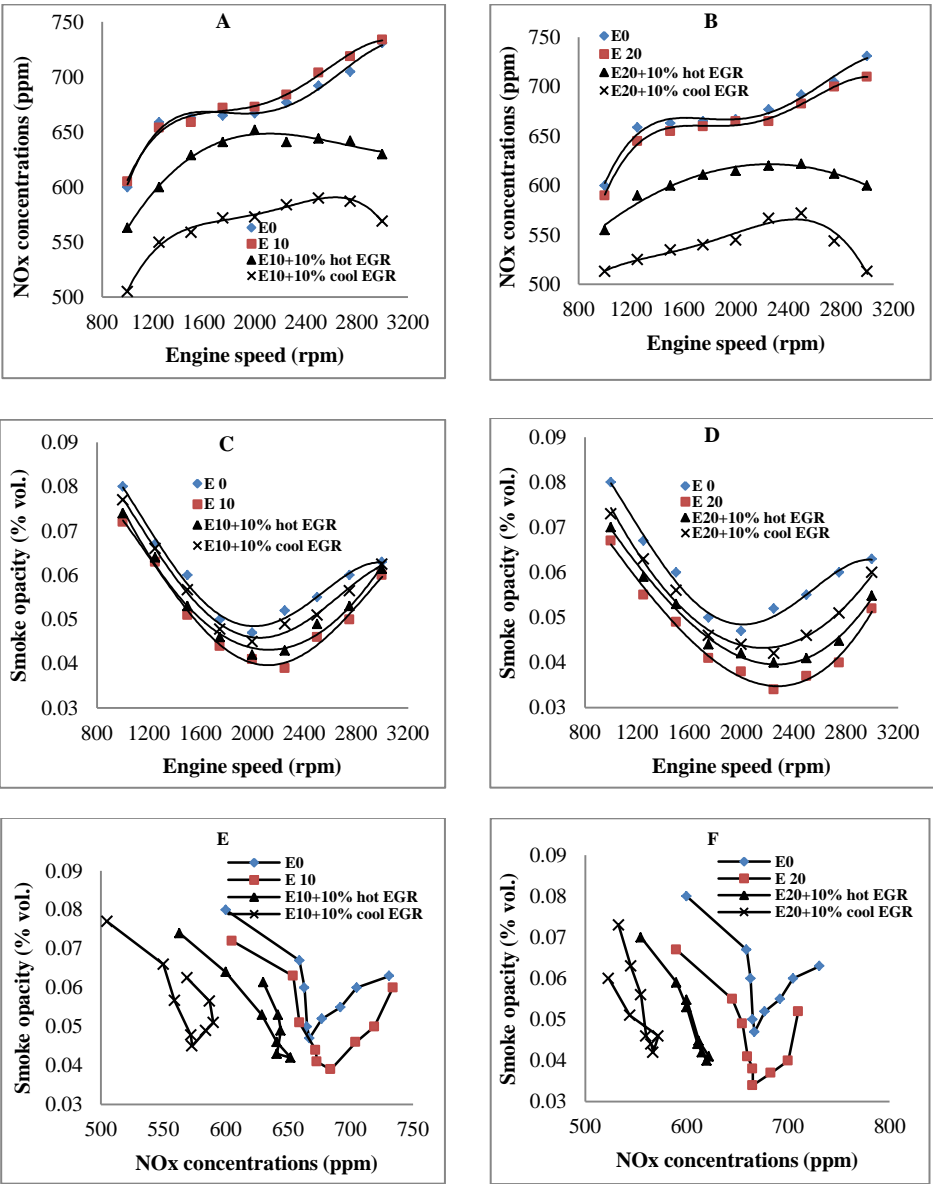 A
NOx concentrations (ppm)
750
700
650
600
550
500
E0
E 10
E10+10% hot EGR
E10+10% cool EGR
800 1200 1600 2000 2400 2800 3200
Engine speed (rpm)
B
NOx concentrations (ppm)
750
700
650
600
550
500
E0
E 20
E20+10% hot EGR
E20+10% cool EGR
800 1200 1600 2000 2400 2800 3200
Engine speed (rpm)
C
Smoke opacity (% vol.)
0.09
0.08
0.07
0.06
0.05
0.04
0.03
E 0
E 10
E10+10% hot EGR
E10+10% cool EGR
800 1200 1600 2000 2400 2800 3200
Engine speed (rpm)
D
Smoke opacity (% vol.)
0.09
0.08
0.07
0.06
0.05
0.04
0.03
E 0
E 20
E20+10% hot EGR
E20+10% cool EGR
800 1200 1600 2000 2400 2800 3200
Engine speed (rpm)
E
Smoke opacity (% vol.)
0.09
0.08
0.07
0.06
0.05
0.04
0.03
E0
E 10
E10+10% hot EGR
E10+10% cool EGR
500 550 600 650 700 750
NOx concentrations (ppm)
F
Smoke opacity (% vol.)
0.09
0.08
0.07
0.06
0.05
0.04
0.03
E0
E 20
E20+10% hot EGR
E20+10% cool EGR
500 600 700 800
NOx concentrations (ppm)